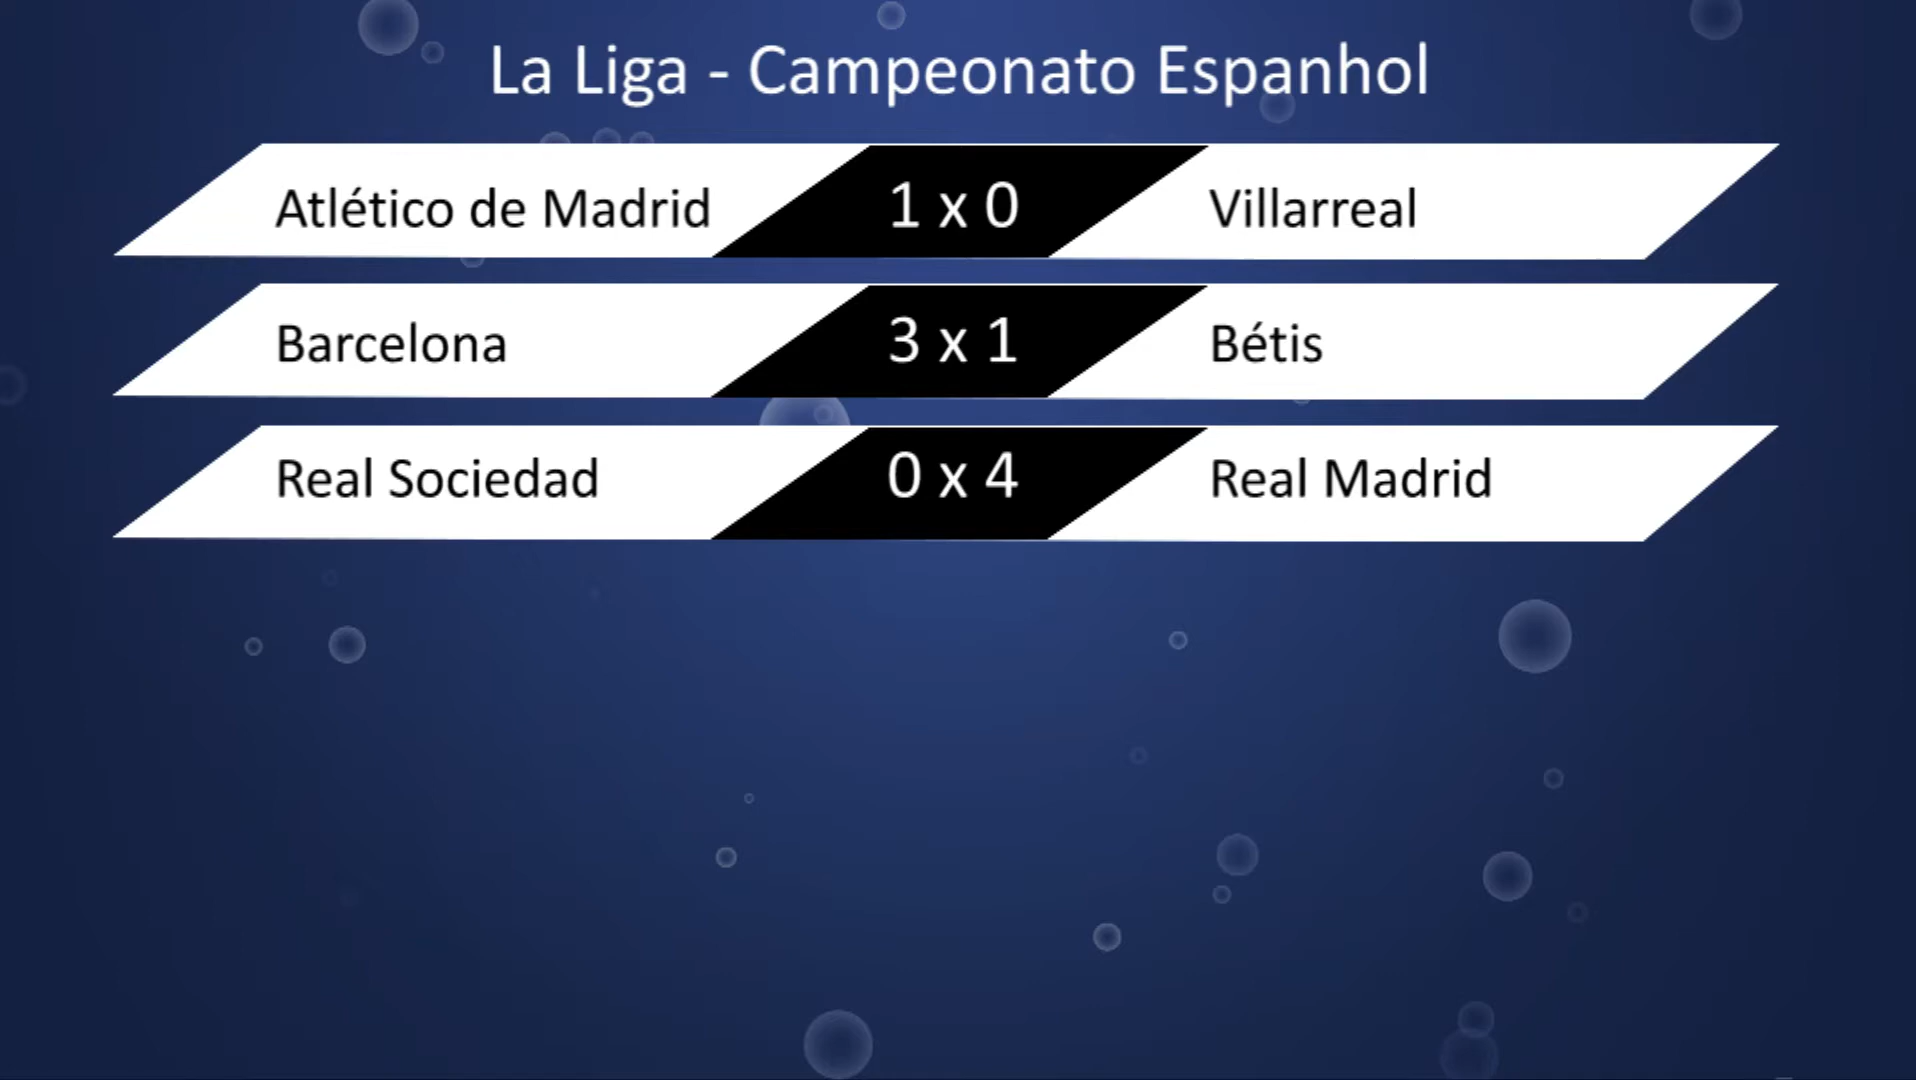 La Liga - Campeonato Espanhol
Atlético de Madrid 1 x 0 Villarreal
Barcelona 3 x 1 Bétis
Real Sociedad 0 x 4 Real Madrid